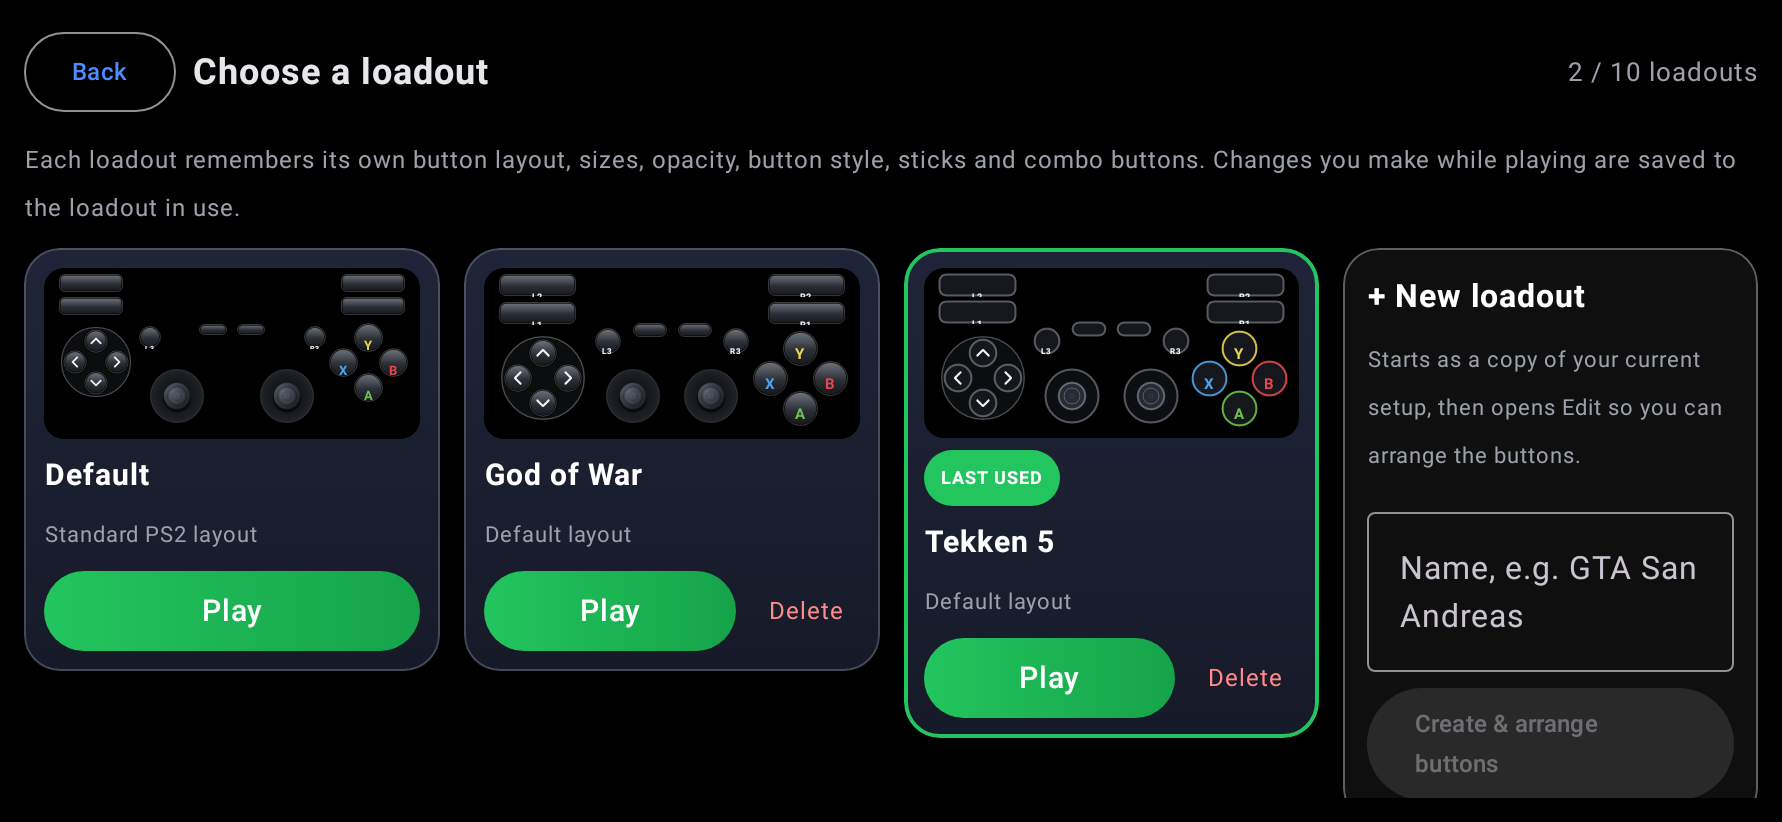 Back
Choose a loadout
2 / 10 loadouts
Each loadout remembers its own button layout, sizes, opacity, button style, sticks and combo buttons. Changes you make while playing are saved to
the loadout in use.
Y
X
B
A
Default
Standard PS2 layout
Play
L3
R3
Y
X
B
A
God of War
Default layout
Play
Delete
L3
R3
Y
X
B
A
LAST USED
Tekken 5
Default layout
Play
Delete
+ New loadout
Starts as a copy of your current
setup, then opens Edit so you can
arrange the buttons.
Name, e.g. GTA San
Andreas
Create & arrange
buttons